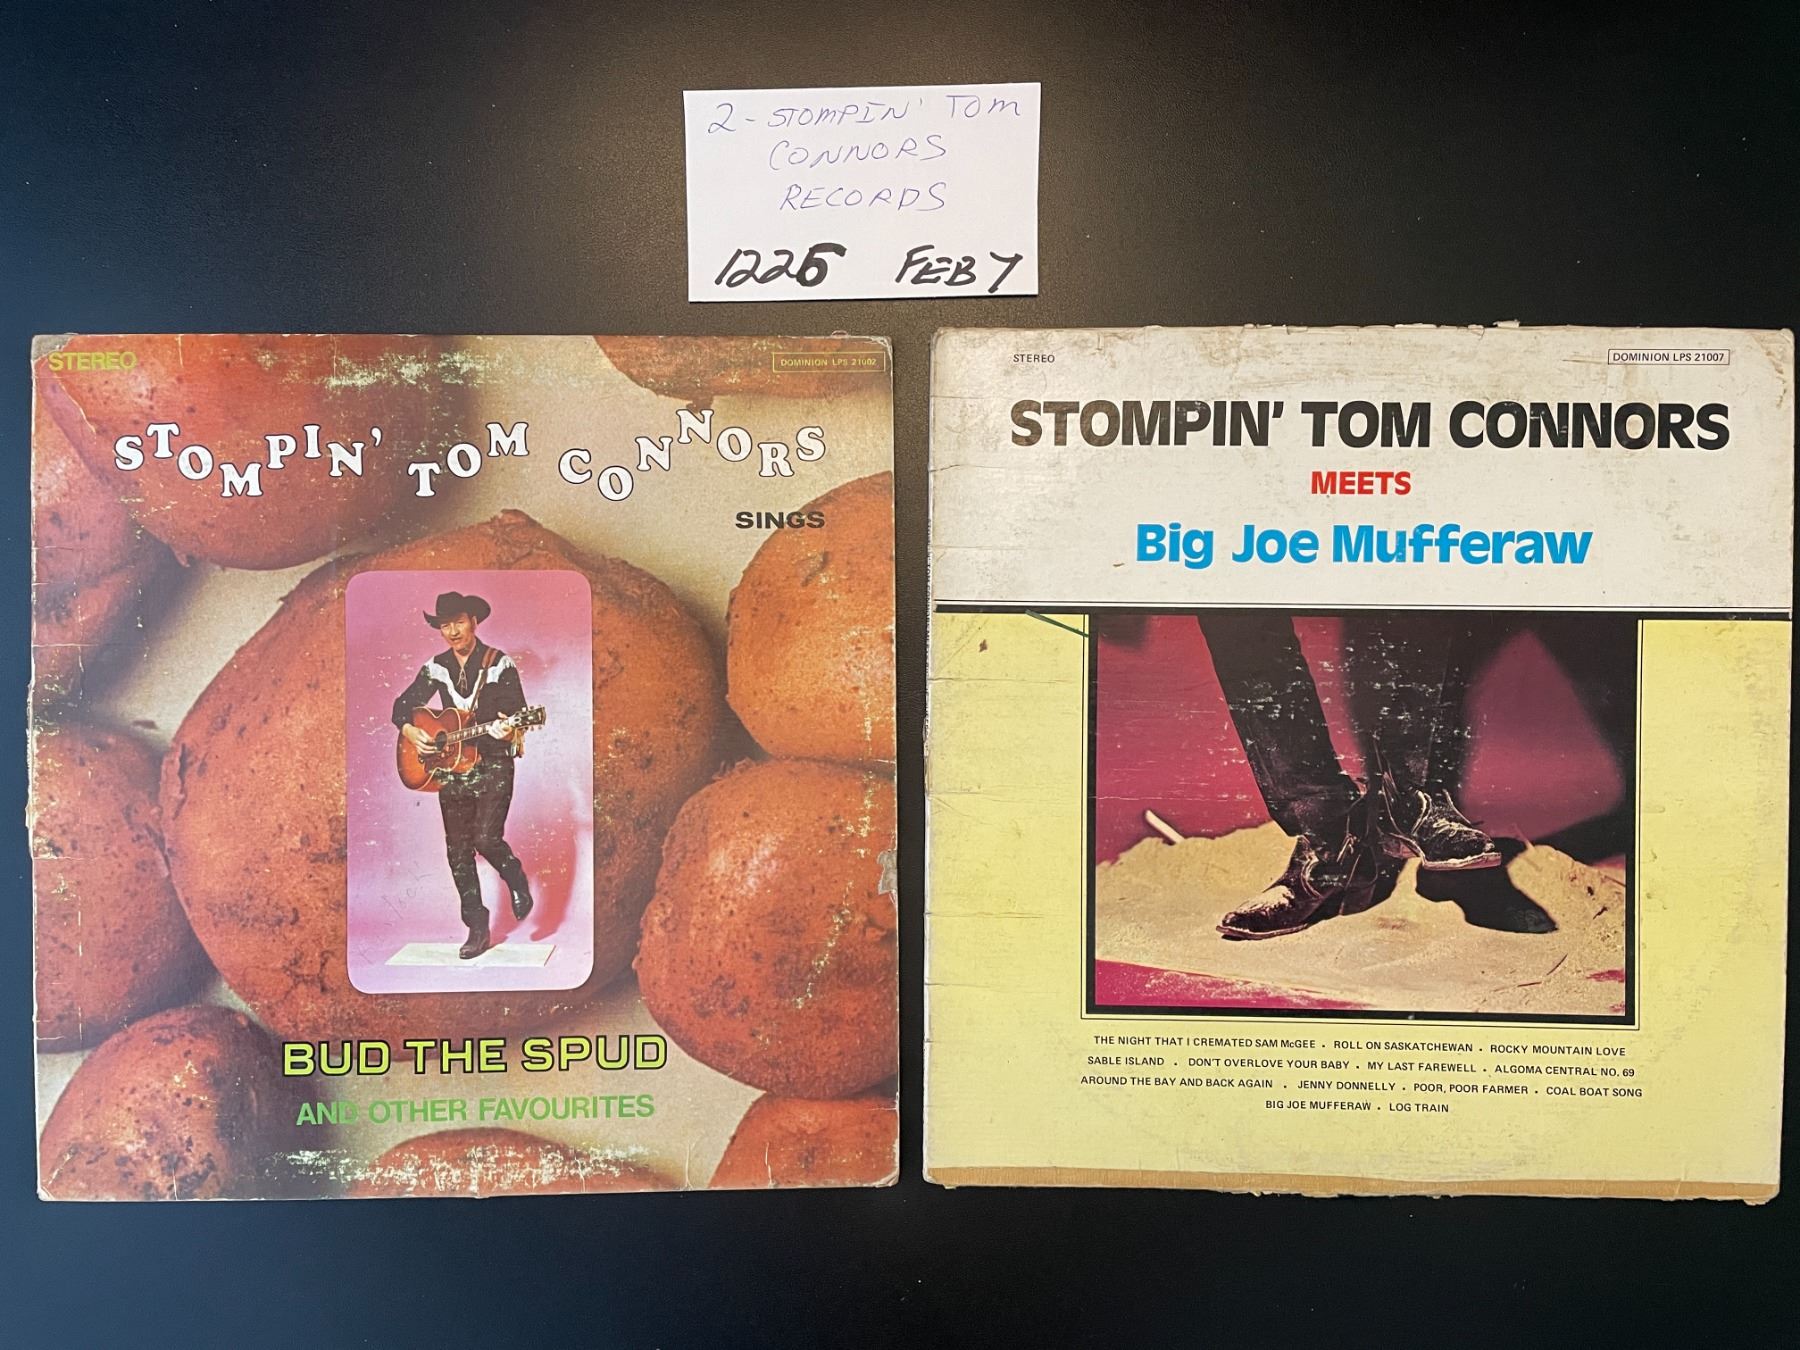 2 - STOMPIN' TOM
CONNORS
RECORDS
1226 FEB 7
STEREO
DOMINION LPS 21002
STOMPIN' TOM CONNORS
SINGS
BUD THE SPUD
AND OTHER FAVOURITES
STEREO
DOMINION LPS 21007
STOMPIN' TOM CONNORS
MEETS
Big Joe Mufferaw
THE NIGHT THAT I CREMATED SAM McGEE • ROLL ON SASKATCHEWAN • ROCKY MOUNTAIN LOVE
SABLE ISLAND • DON'T OVERLOVE YOUR BABY • MY LAST FAREWELL • ALGOMA CENTRAL NO. 69
AROUND THE BAY AND BACK AGAIN • JENNY DONNELLY • POOR, POOR FARMER • COAL BOAT SONG
BIG JOE MUFFERAW • LOG TRAIN